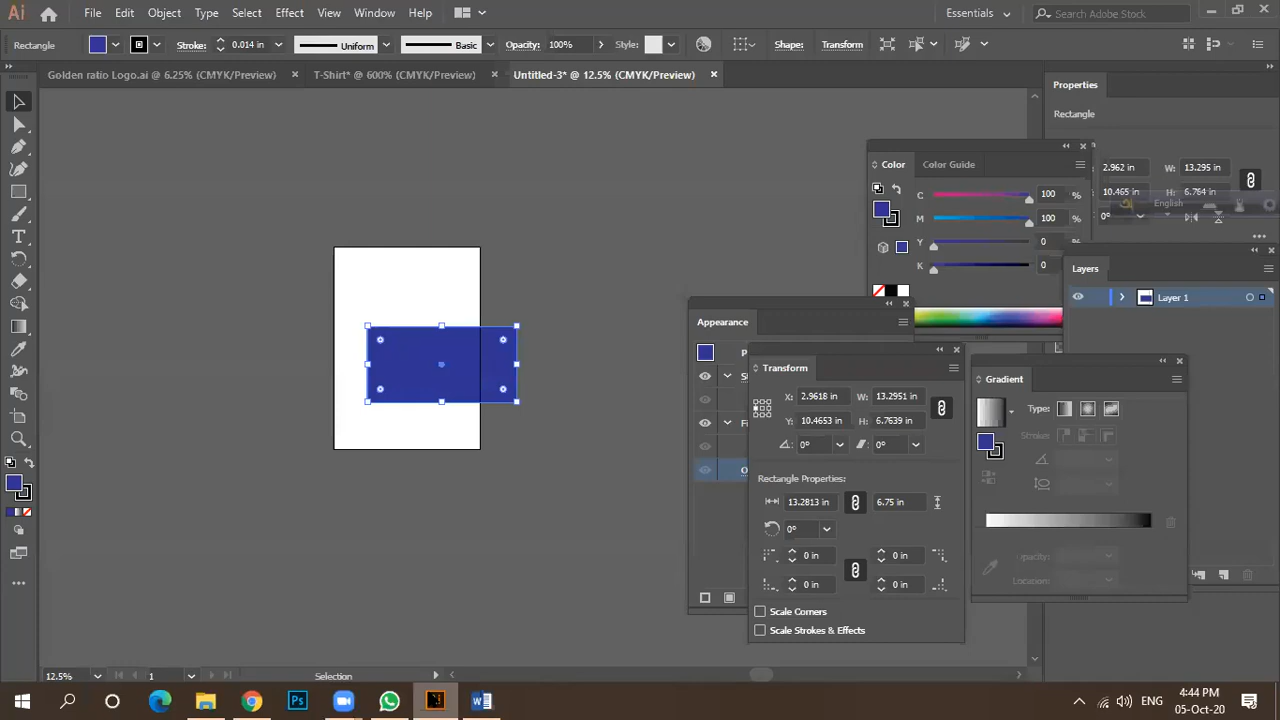 Ai File Edit Object Type Select Effect View Window Help Essentials Search Adobe Stock
Rectangle Stroke: 0.014 in Uniform Basic Opacity: 100% Style: Shape: Transform
Golden ratio Logo.ai @ 6.25% (CMYK/Preview) T-Shirt* @ 600% (CMYK/Preview) Untitled-3* @ 12.5% (CMYK/Preview)
Properties
Rectangle
2.962 in W: 13.295 in
10.465 in H: 6.764 in
0°
English
Color Color Guide
C 100 %
M 100 %
Y 0 %
K 0 %
Layers
Layer 1
Appearance
Transform
X: 2.9618 W: 13.2951 in
Y: 10.4653 H: 6.7639 in
0° 0°
Rectangle Properties:
13.2813 in 6.75 in
0°
0 in 0 in
0 in 0 in
Scale Corners
Scale Strokes & Effects
Gradient
Type:
Strokes:
Opacity:
Location:
12.5% 1 Selection
Ps ENG 4:44 PM
05-Oct-20